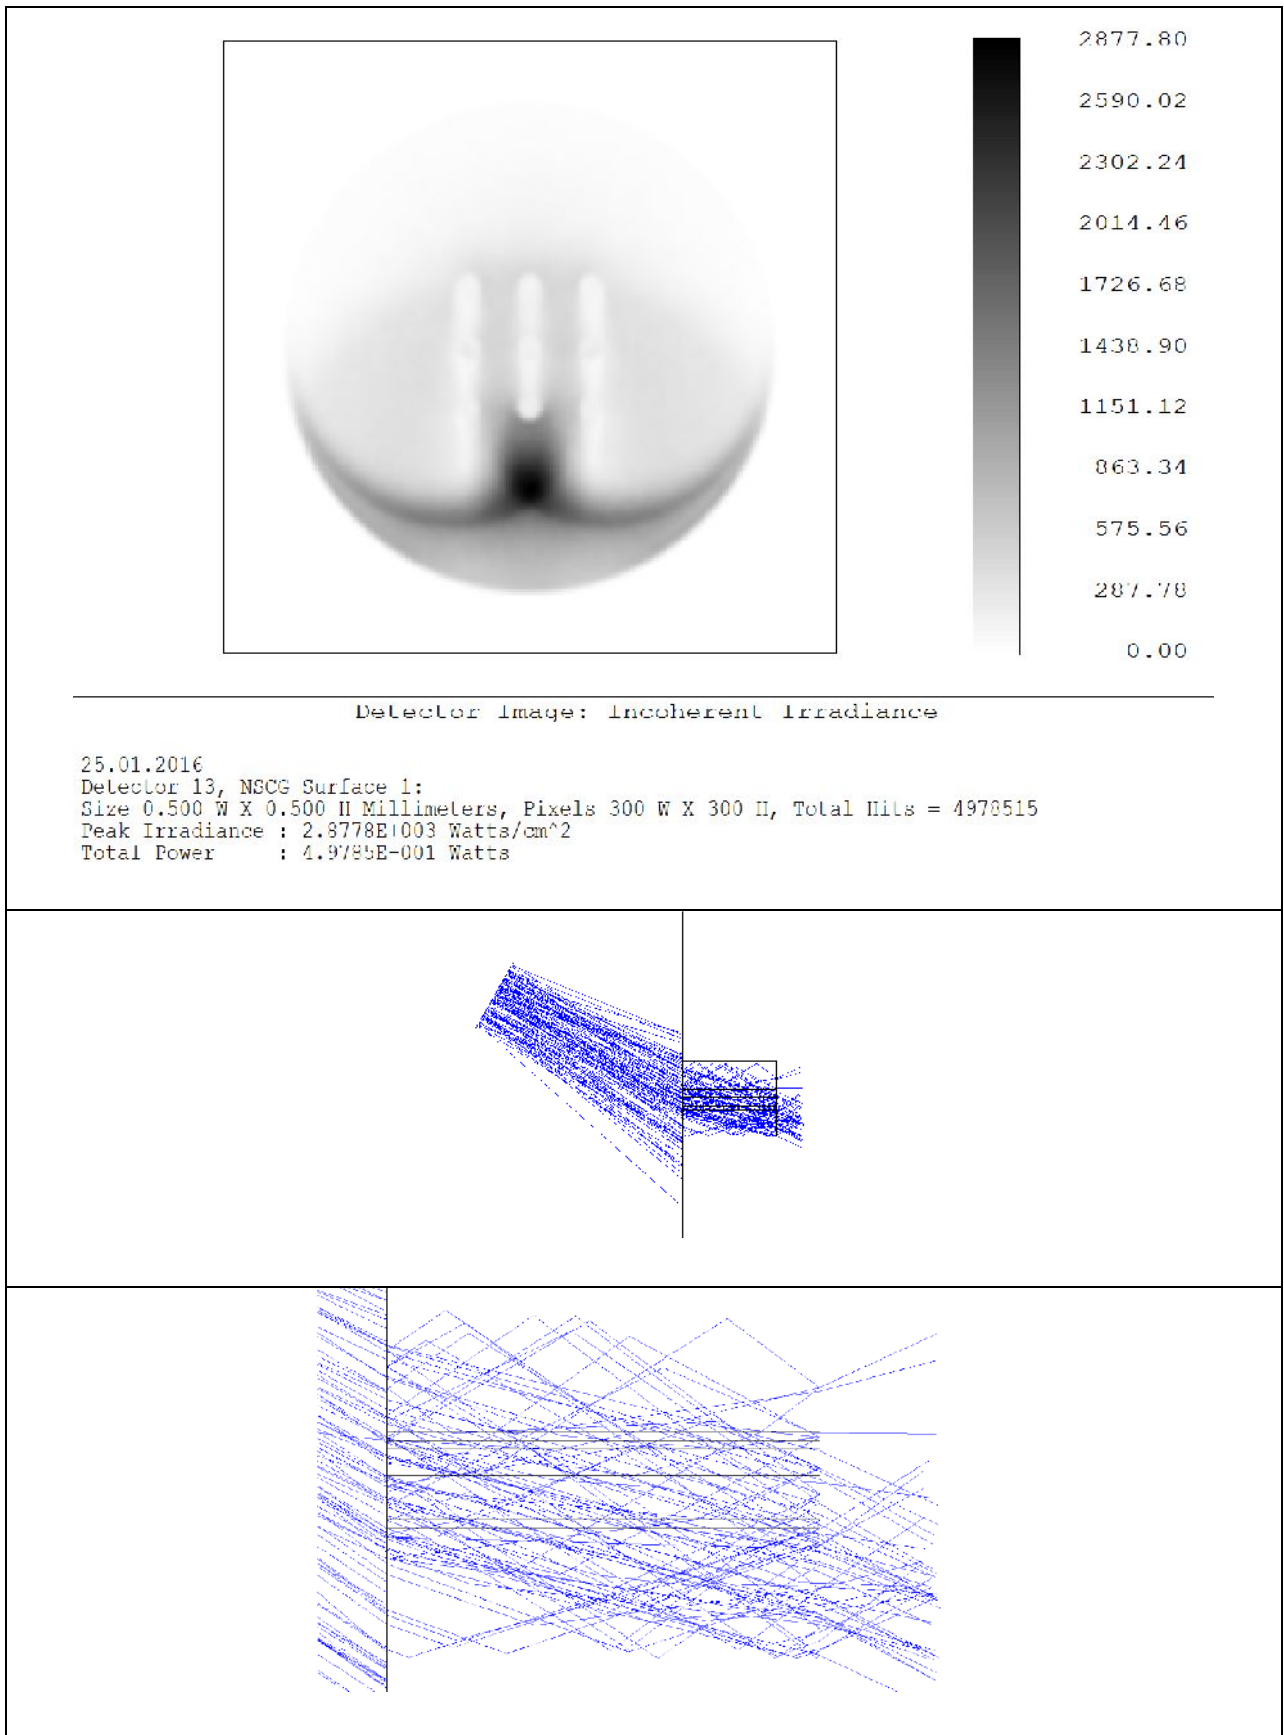 2877.80
2590.02
2302.24
2014.46
1726.68
1438.90
1151.12
863.34
575.56
287.78
0.00
Detector Image: Incoherent Irradiance
25.01.2016
Detector 13, NSCG Surface 1:
Size 0.500 W X 0.500 H Millimeters, Pixels 300 W X 300 H, Total Hits = 4978515
Peak Irradiance : 2.8778E+003 Watts/cm^2
Total Power : 4.9785E-001 Watts